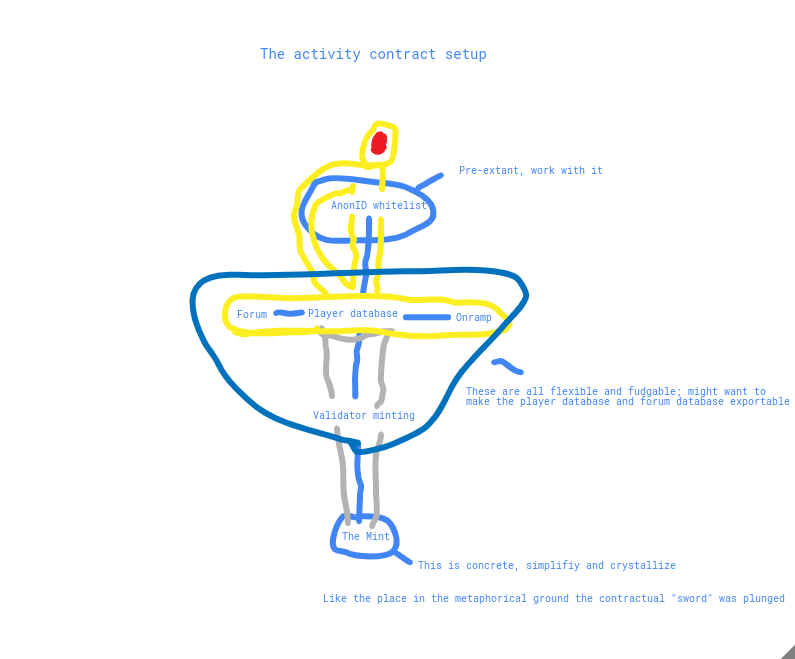 The activity contract setup
Pre-extant, work with it
AnonID whitelist
Forum
Player database
Onramp
These are all flexible and fudgable; might want to
make the player database and forum database exportable
Validator minting
The Mint
This is concrete, simplifiy and crystallize
Like the place in the metaphorical ground the contractual "sword" was plunged